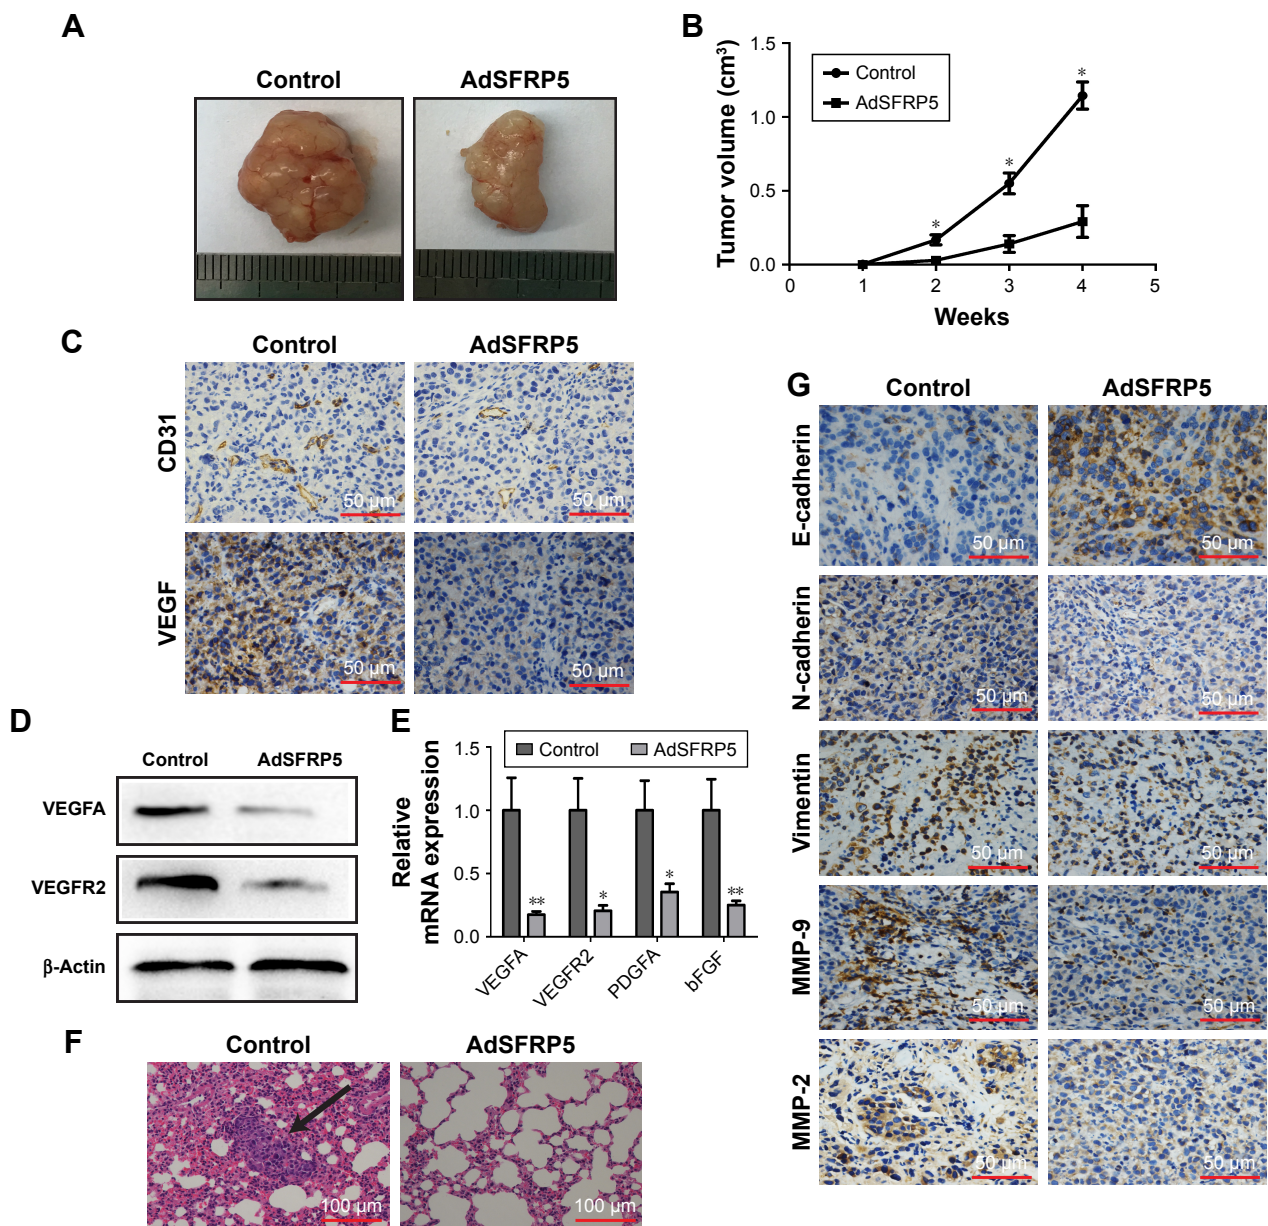 A
Control AdSFRP5
B
Tumor volume (cm³)
1.5
1.0
0.5
0.0
Control
AdSFRP5
*
*
*
0 1 2 3 4 5
Weeks
C
Control AdSFRP5
CD31
50 µm 50 µm
VEGF
50 µm 50 µm
D
Control AdSFRP5
VEGFA
VEGFR2
β-Actin
E
Relative
mRNA expression
1.5
1.0
0.5
0.0
Control AdSFRP5
** * * **
VEGFA VEGFR2 PDGFA bFGF
F
Control AdSFRP5
100 µm 100 µm
G
Control AdSFRP5
E-cadherin
50 µm 50 µm
N-cadherin
50 µm 50 µm
Vimentin
50 µm 50 µm
MMP-9
50 µm 50 µm
MMP-2
50 µm 50 µm